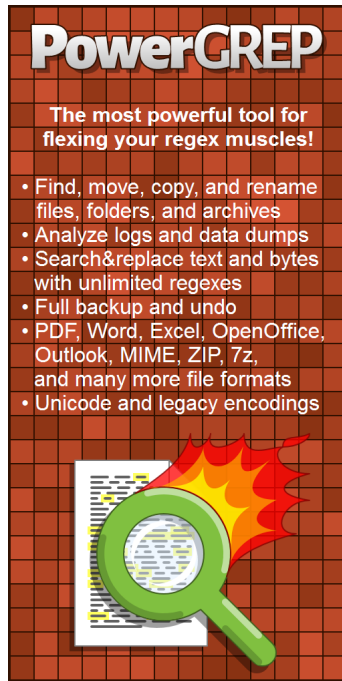 PowerGREP
The most powerful tool for
flexing your regex muscles!
• Find, move, copy, and rename
files, folders, and archives
• Analyze logs and data dumps
• Search&replace text and bytes
with unlimited regexes
• Full backup and undo
• PDF, Word, Excel, OpenOffice,
Outlook, MIME, ZIP, 7z,
and many more file formats
• Unicode and legacy encodings